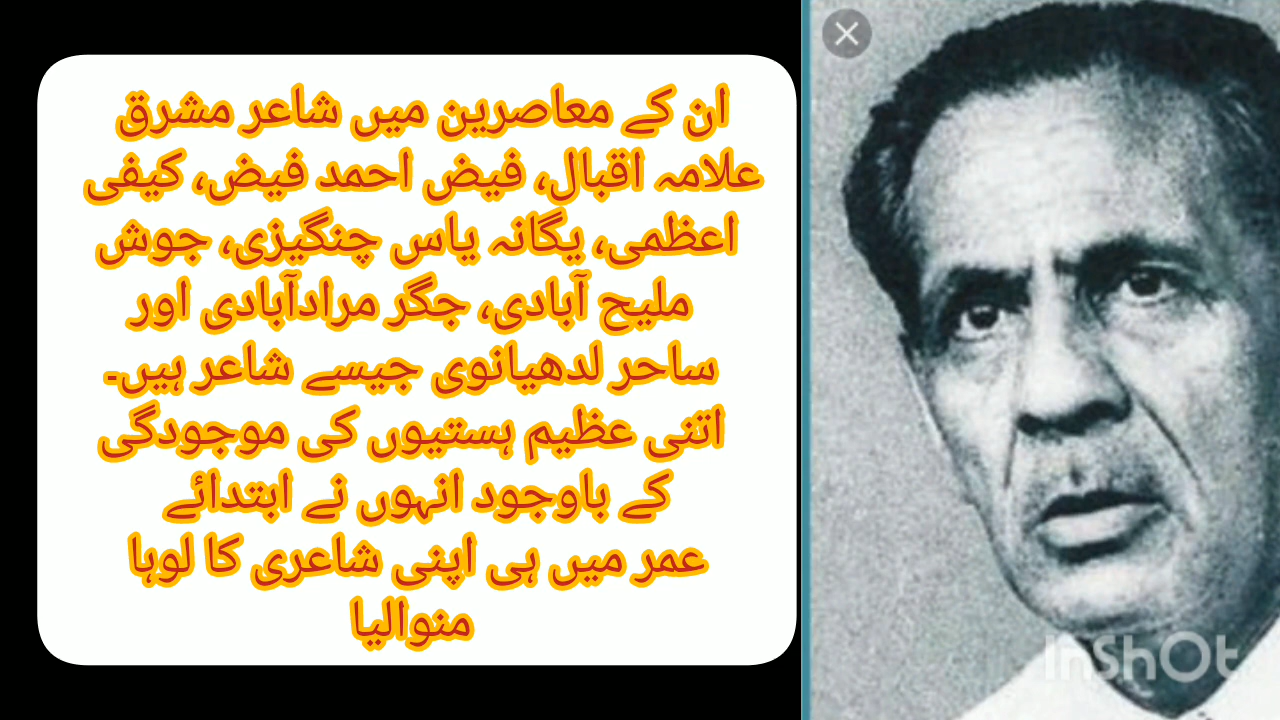 ان کے معاصرین میں شاعر مشرق
علامہ اقبال، فیض احمد فیض، کیفی
اعظمی، یگانہ یاس چنگیزی، جوش
ملیح آبادی، جگر مرادآبادی اور
ساحر لدھیانوی جیسے شاعر ہیں۔
اتنی عظیم ہستیوں کی موجودگی
کے باوجود انہوں نے ابتدائے
عمر میں ہی اپنی شاعری کا لوہا
منوالیا
InShOt